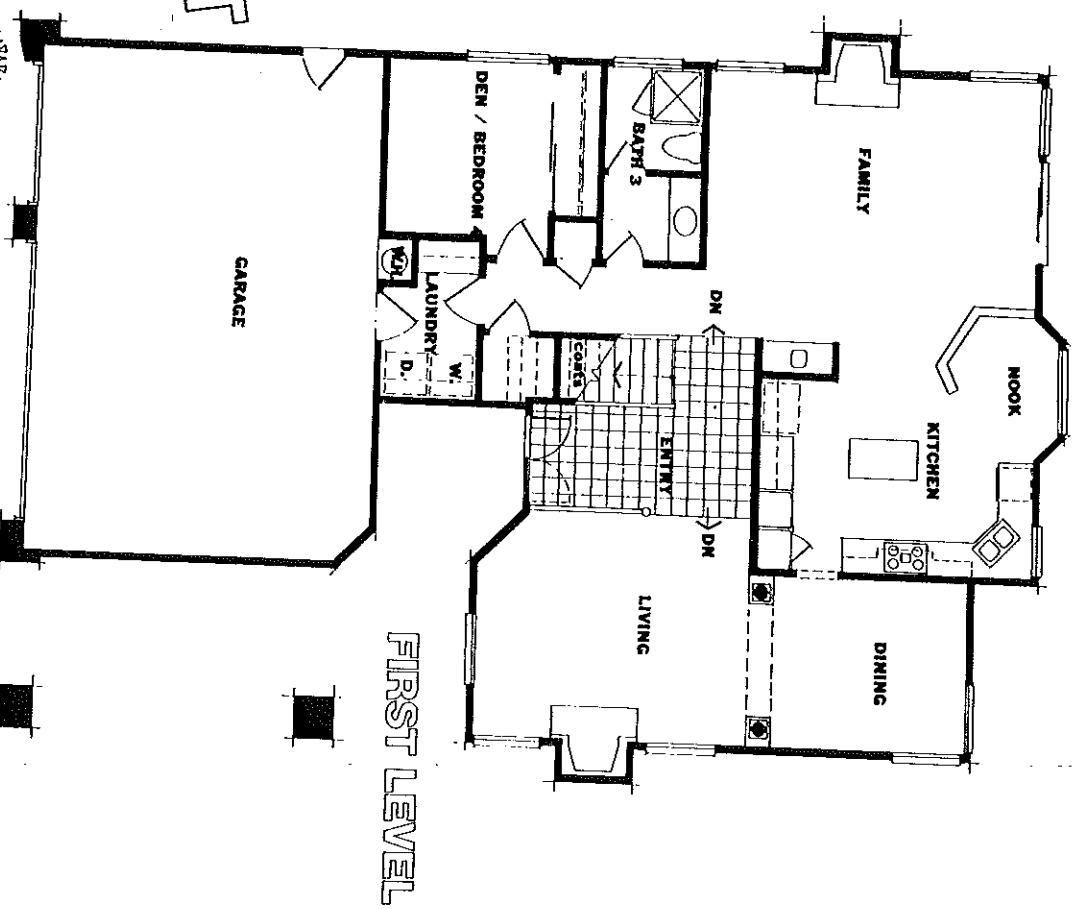 NOOK
FAMILY
KITCHEN
DINING
DN
DN
BATH 3
ENTRY
LIVING
DEN / BEDROOM 4
coats
W.H.
LAUNDRY
W.
D.
GARAGE
FIRST LEVEL